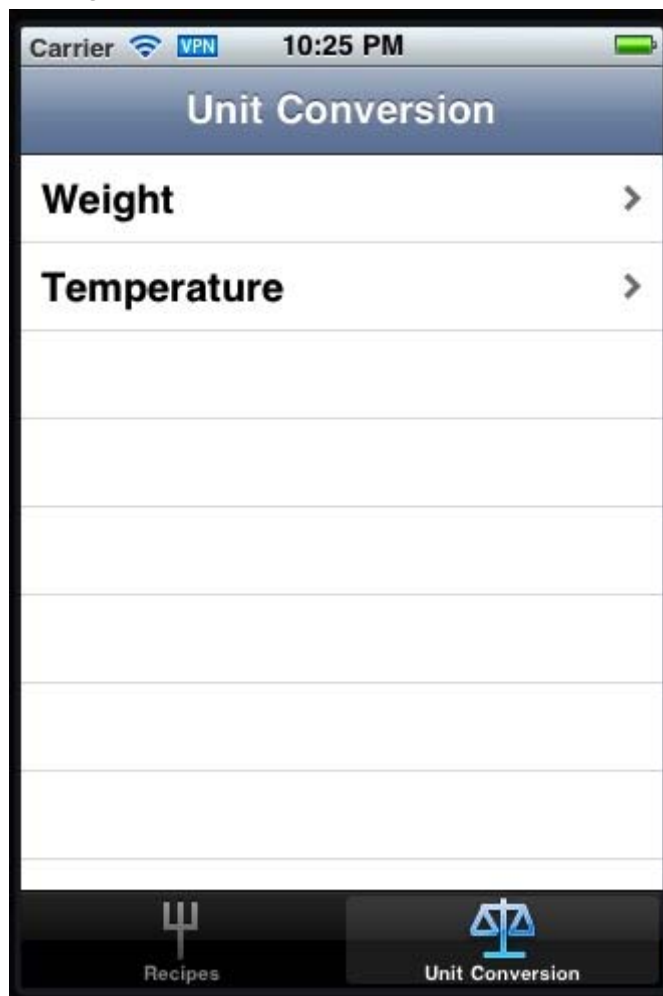 Carrier VPN 10:25 PM
Unit Conversion
Weight
Temperature
Recipes Unit Conversion